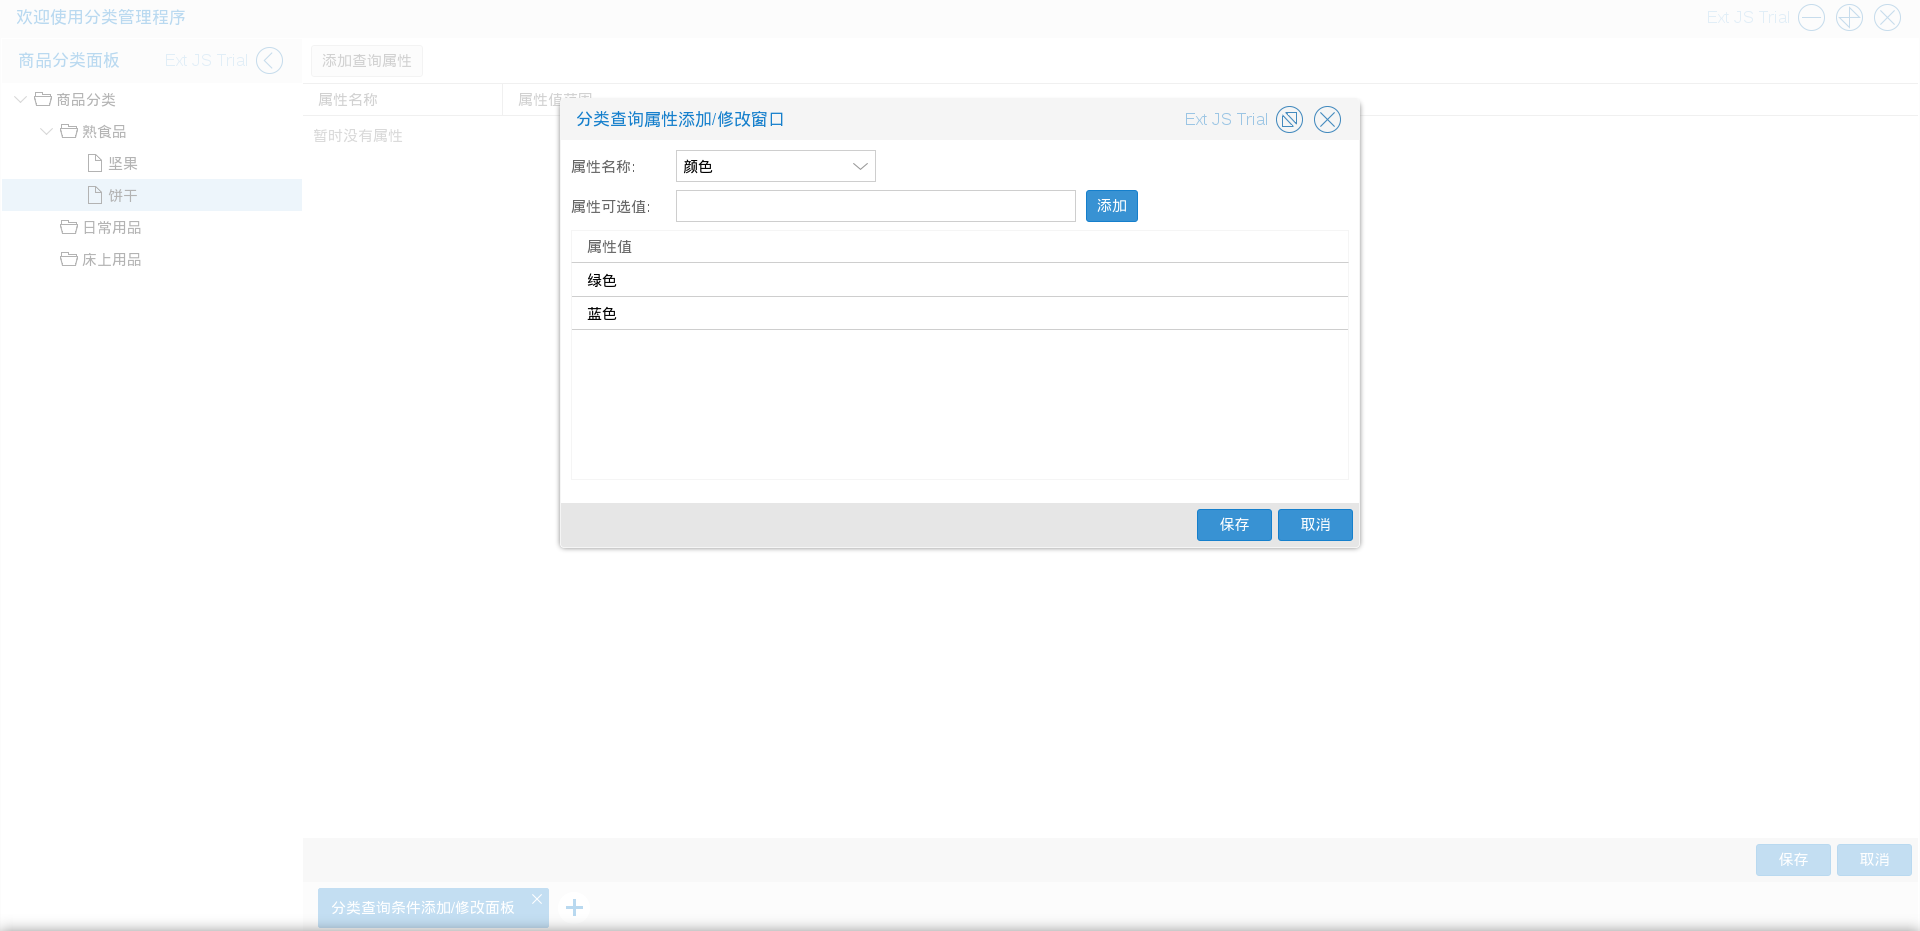 欢迎使用分类管理程序
Ext JS Trial
商品分类面板
Ext JS Trial
添加查询属性
商品分类
熟食品
坚果
饼干
日常用品
床上用品
属性名称
属性值范围
暂时没有属性
分类查询属性添加/修改窗口
Ext JS Trial
属性名称:
颜色
属性可选值:
添加
属性值
绿色
蓝色
保存
取消
保存
取消
分类查询条件添加/修改面板